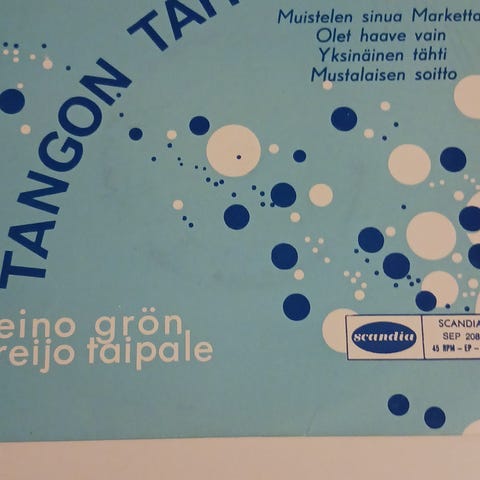 Muistelen sinua Marketta
Olet haave vain
Yksinäinen tähti
Mustalaisen soitto
TANGON
eino grön
reijo taipale
scandia
SCANDIA
SEP 208
45 RPM – EP –